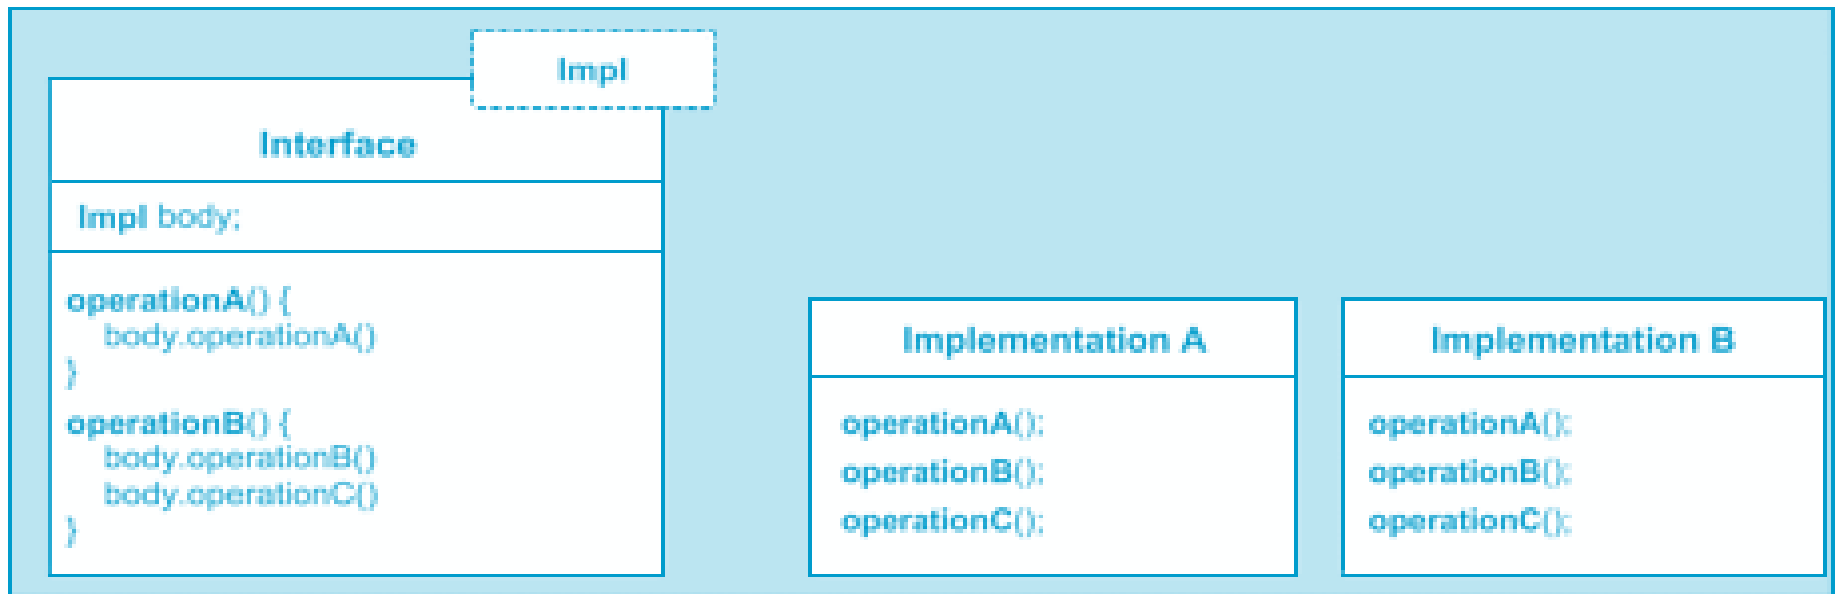 Impl
Interface
Impl body;
operationA() {
body.operationA()
}
operationB() {
body.operationB()
body.operationC()
}
Implementation A
operationA();
operationB();
operationC();
Implementation B
operationA();
operationB();
operationC();